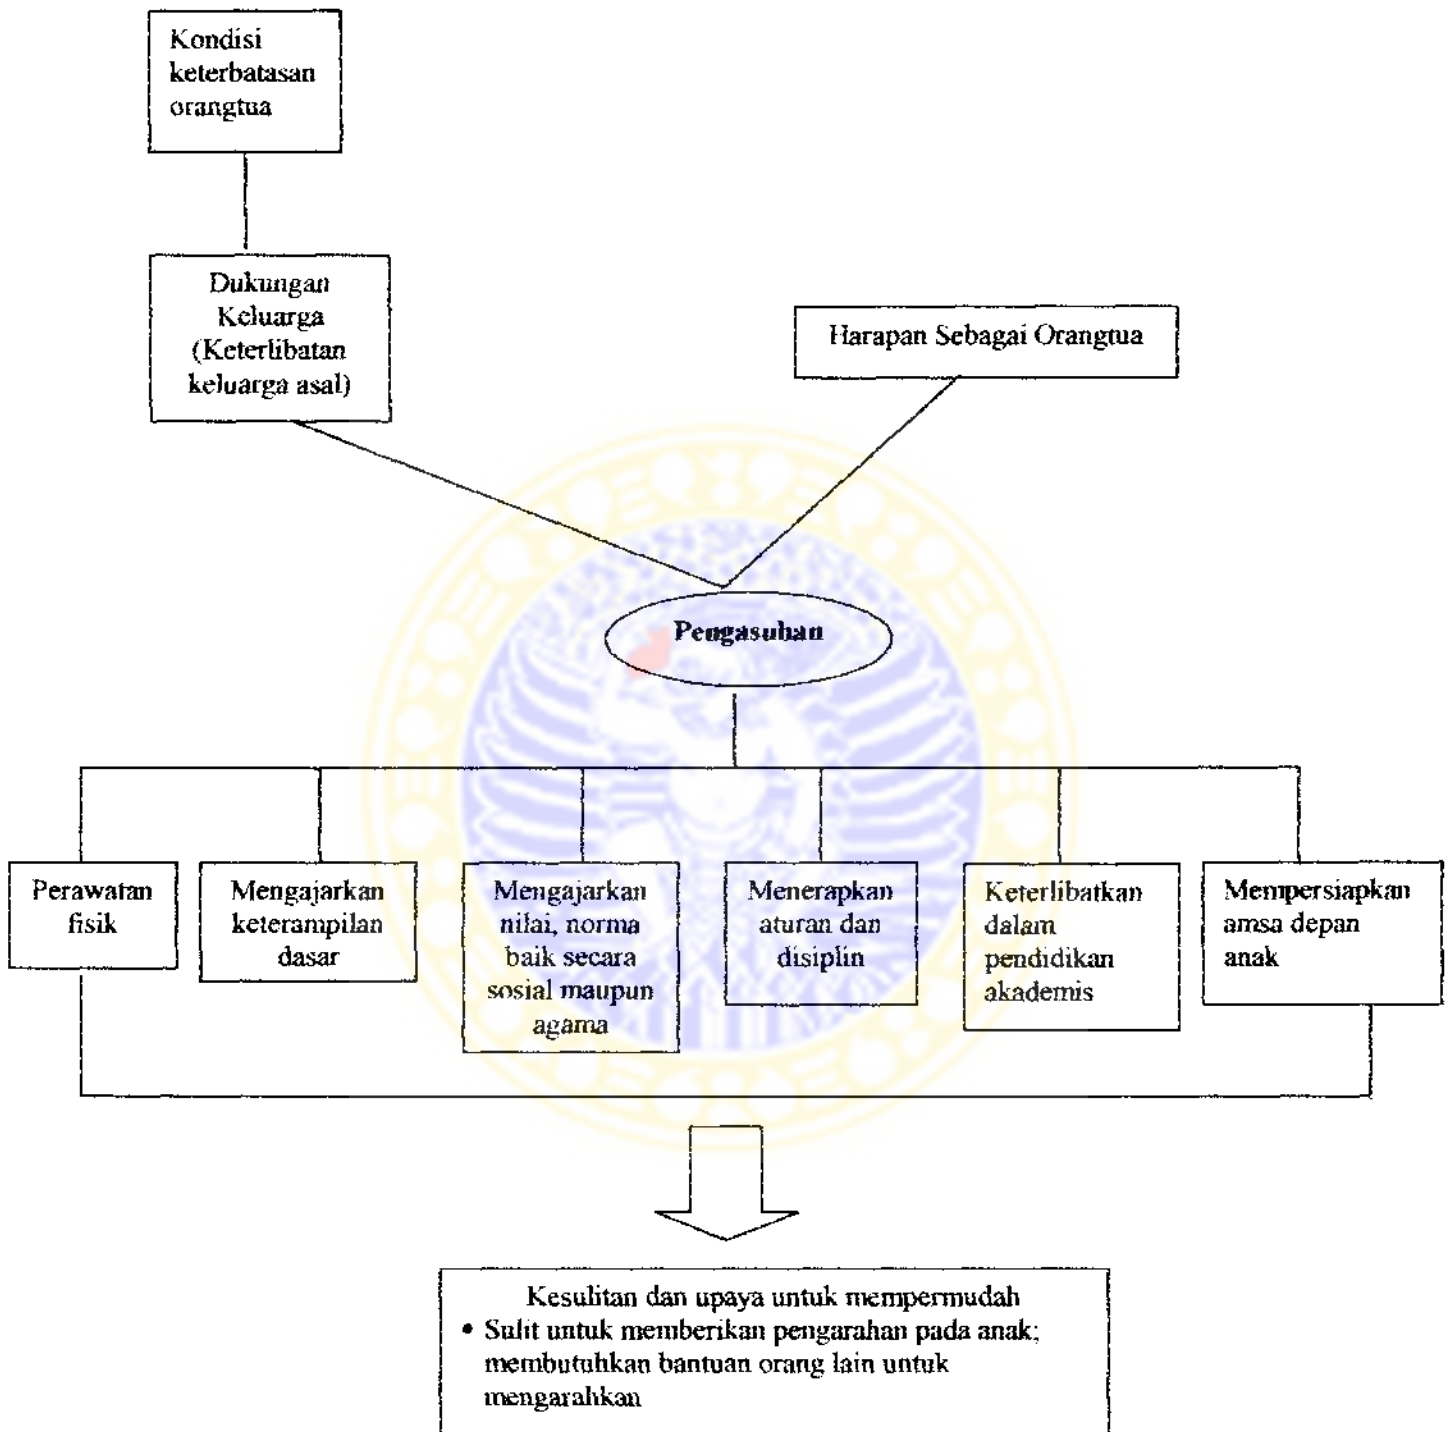 Kondisi
keterbatasan
orangtua
Dukungan
Keluarga
(Keterlibatan
keluarga asal)
Harapan Sebagai Orangtua
Pengasuhan
Perawatan
fisik
Mengajarkan
keterampilan
dasar
Mengajarkan
nilai, norma
baik secara
sosial maupun
agama
Menerapkan
aturan dan
disiplin
Keterlibatkan
dalam
pendidikan
akademis
Mempersiapkan
amsa depan
anak
Kesulitan dan upaya untuk mempermudah
• Sulit untuk memberikan pengarahan pada anak;
membutuhkan bantuan orang lain untuk
mengarahkan